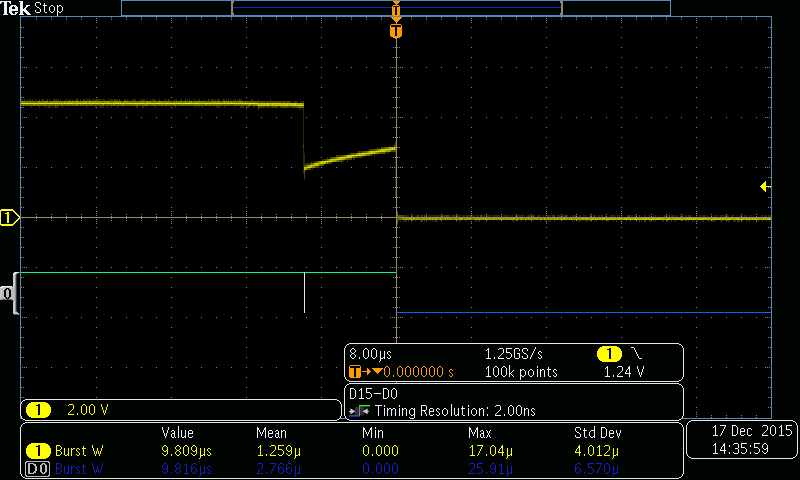 Tek Stop
T
T
1
0
8.00µs 1.25GS/s 1
T→▼0.000000 s 100k points 1.24 V
D15-D0
Timing Resolution: 2.00ns
1 2.00 V
Value Mean Min Max Std Dev
1 Burst W 9.809µs 1.259µ 0.000 17.04µ 4.012µ
D0 Burst W 9.816µs 2.766µ 0.000 25.91µ 6.570µ
17 Dec 2015
14:35:59